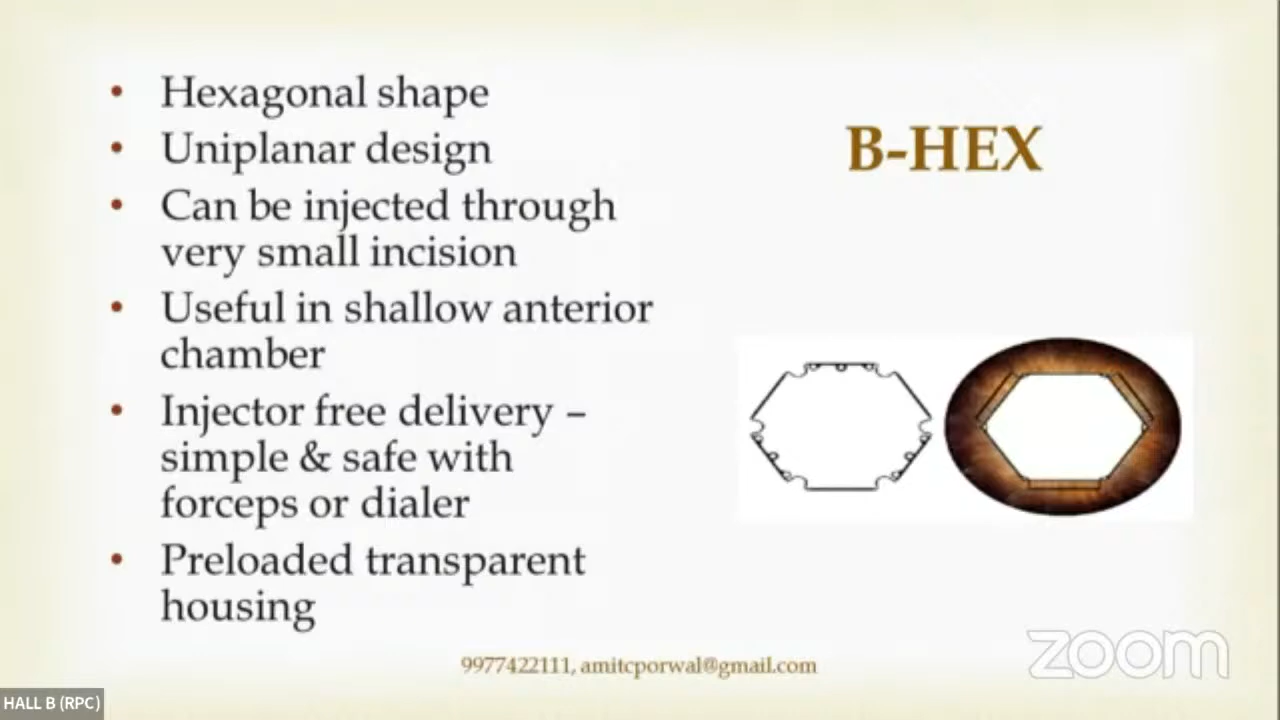 • Hexagonal shape
• Uniplanar design
• Can be injected through
very small incision
• Useful in shallow anterior
chamber
• Injector free delivery –
simple & safe with
forceps or dialer
• Preloaded transparent
housing
B-HEX
9977422111, amitcporwal@gmail.com
zoom
HALL B (RPC)